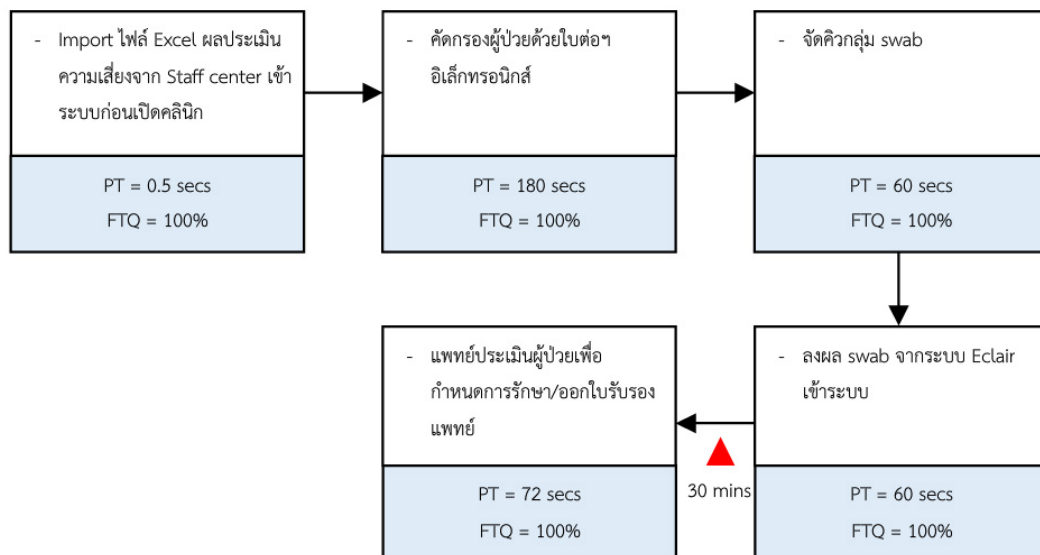 - Import ไฟล์ Excel ผลประเมิน
ความเสี่ยงจาก Staff center เข้า
ระบบก่อนเปิดคลินิก
PT = 0.5 secs
FTQ = 100%
- คัดกรองผู้ป่วยด้วยใบต่อฯ
อิเล็กทรอนิกส์
PT = 180 secs
FTQ = 100%
- จัดคิวกลุ่ม swab
PT = 60 secs
FTQ = 100%
- ลงผล swab จากระบบ Eclair
เข้าระบบ
PT = 60 secs
FTQ = 100%
30 mins
- แพทย์ประเมินผู้ป่วยเพื่อ
กำหนดการรักษา/ออกใบรับรอง
แพทย์
PT = 72 secs
FTQ = 100%